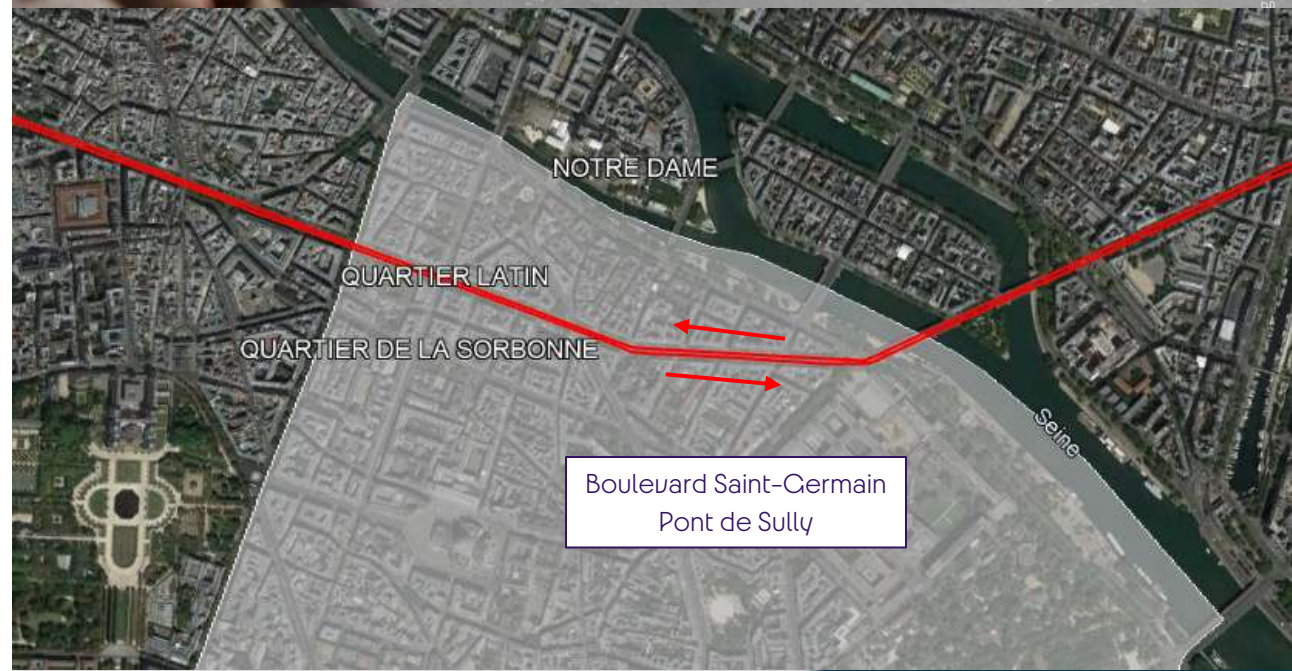 NOTRE DAME
QUARTIER LATIN
QUARTIER DE LA SORBONNE
Seine
Boulevard Saint-Germain
Pont de Sully